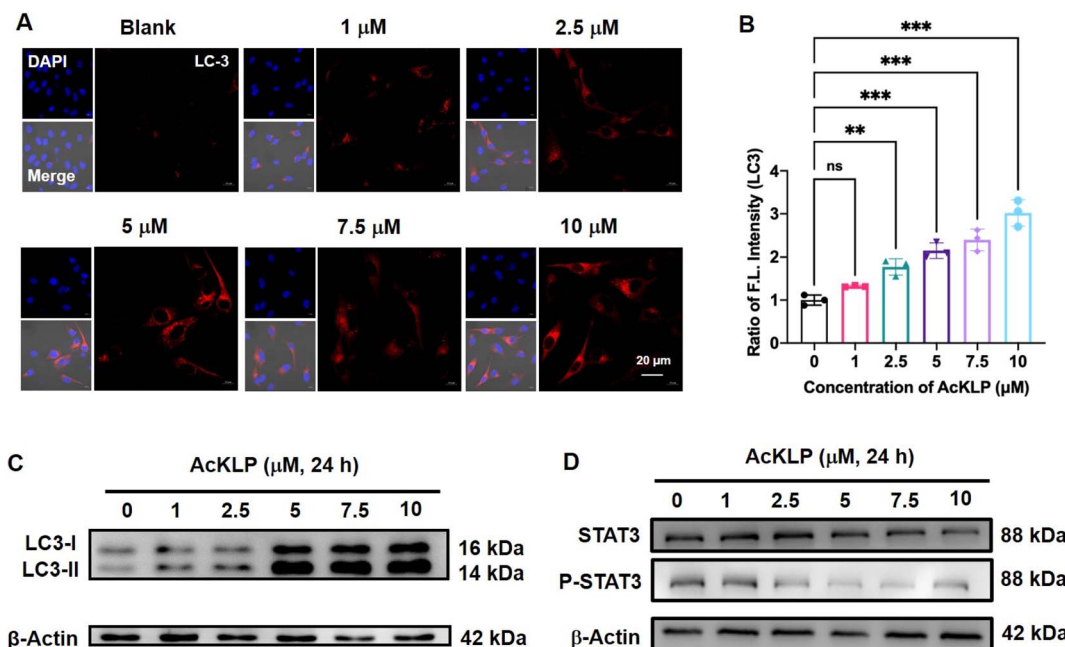 A
Blank
1 μM
2.5 μM
DAPI
LC-3
Merge
5 μM
7.5 μM
10 μM
20 μm
B
Ratio of F.L. Intensity (LC3)
4
3
2
1
0
ns
**
***
***
***
0 1 2.5 5 7.5 10
Concentration of AcKLP (μM)
C
AcKLP (μM, 24 h)
0 1 2.5 5 7.5 10
LC3-I 16 kDa
LC3-II 14 kDa
β-Actin 42 kDa
D
AcKLP (μM, 24 h)
0 1 2.5 5 7.5 10
STAT3 88 kDa
P-STAT3 88 kDa
β-Actin 42 kDa